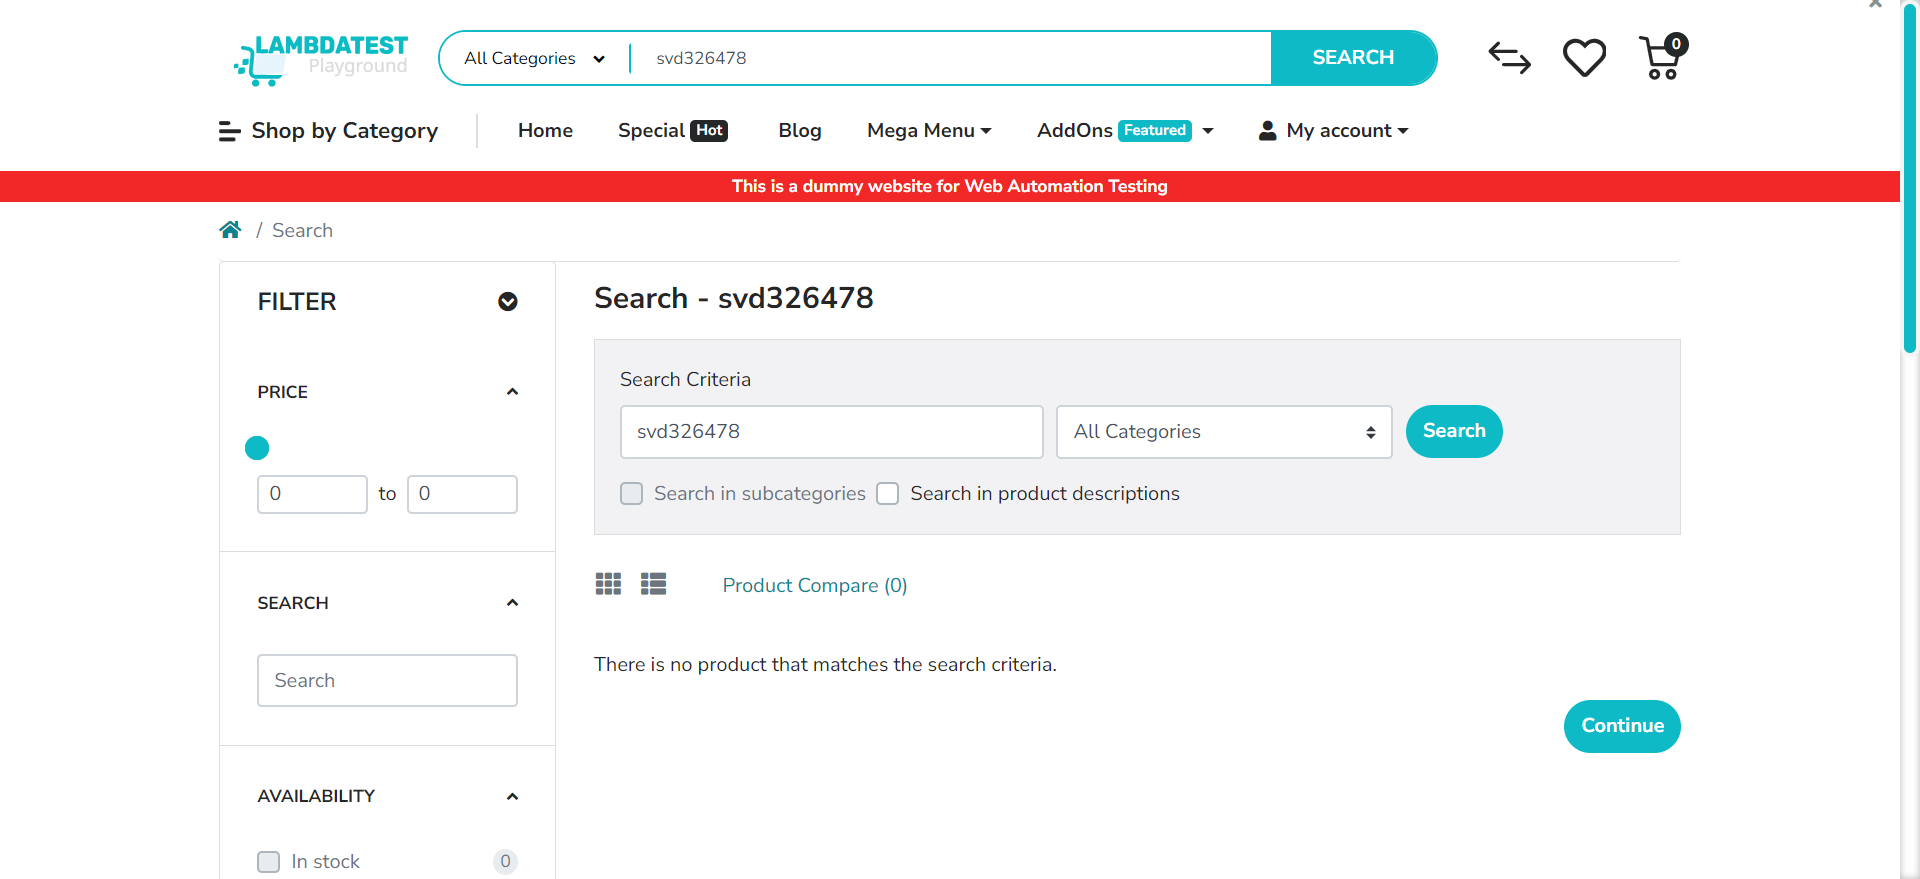 LAMBDATEST
Playground
All Categories
svd326478
SEARCH
0
Shop by Category
Home
Special Hot
Blog
Mega Menu
AddOns Featured
My account
This is a dummy website for Web Automation Testing
/ Search
FILTER
PRICE
0 to 0
SEARCH
Search
AVAILABILITY
In stock 0
Search - svd326478
Search Criteria
svd326478
All Categories
Search
Search in subcategories
Search in product descriptions
Product Compare (0)
There is no product that matches the search criteria.
Continue